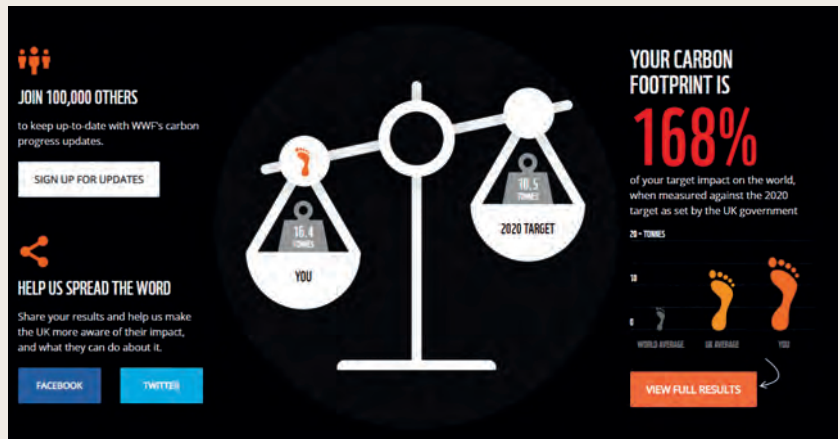 JOIN 100,000 OTHERS
to keep up-to-date with WWF's carbon
progress updates.
SIGN UP FOR UPDATES
HELP US SPREAD THE WORD
Share your results and help us make
the UK more aware of their impact,
and what they can do about it.
FACEBOOK
TWITTER
16.4
TONNES
YOU
10.5
TONNES
2020 TARGET
YOUR CARBON
FOOTPRINT IS
168%
of your target impact on the world,
when measured against the 2020
target as set by the UK government
20 - TONNES
10
0
WORLD AVERAGE
UK AVERAGE
YOU
VIEW FULL RESULTS